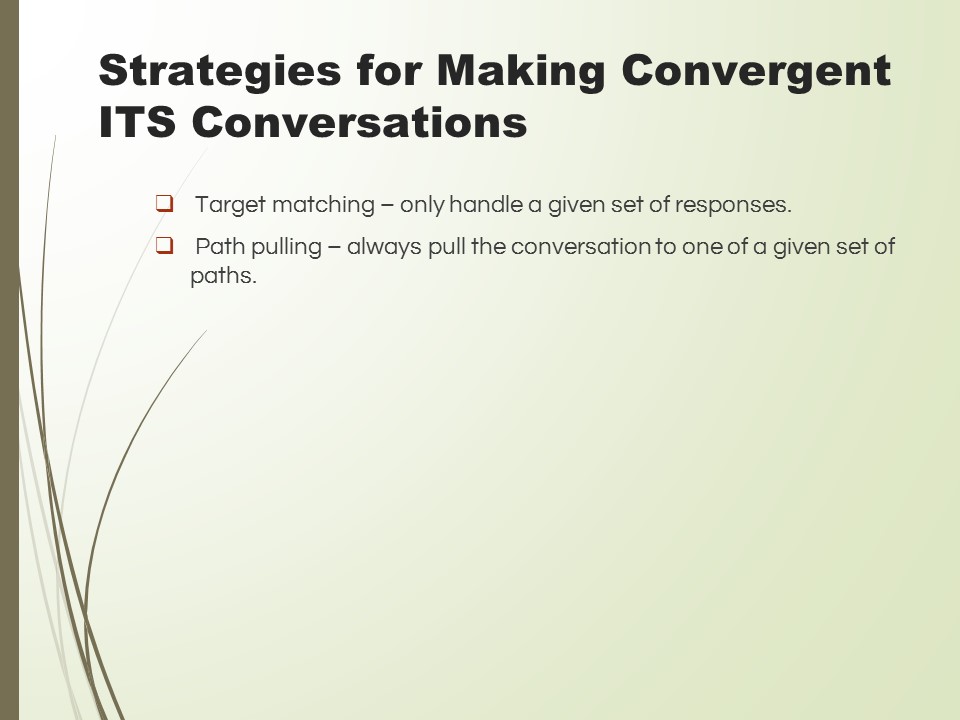 Strategies for Making Convergent
ITS Conversations
❑ Target matching – only handle a given set of responses.
❑ Path pulling – always pull the conversation to one of a given set of
paths.